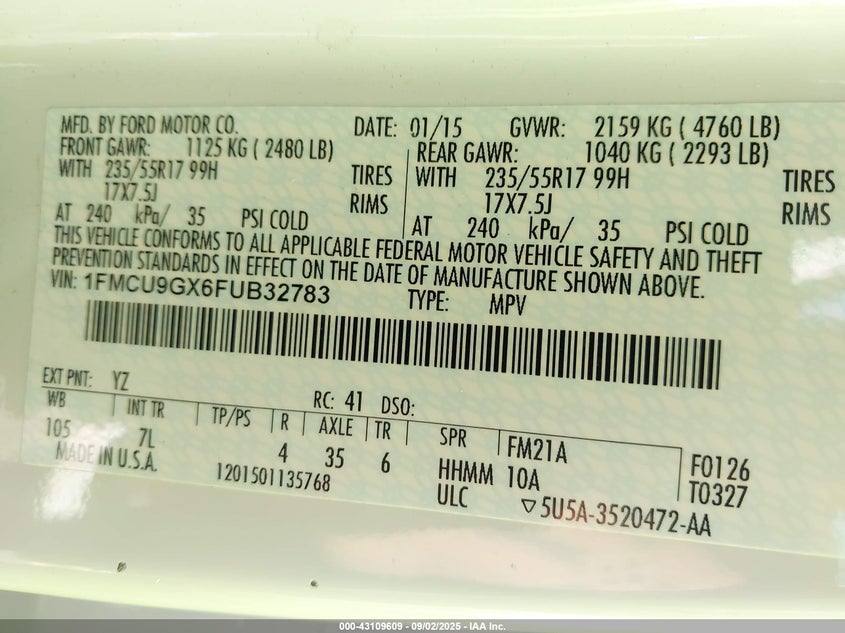 MFD. BY FORD MOTOR CO. DATE: 01/15 GVWR: 2159 KG ( 4760 LB)
FRONT GAWR: 1125 KG ( 2480 LB) REAR GAWR: 1040 KG ( 2293 LB)
WITH 235/55R17 99H TIRES WITH 235/55R17 99H TIRES
17X7.5J RIMS 17X7.5J RIMS
AT 240 kPa/ 35 PSI COLD AT 240 kPa/ 35 PSI COLD
THIS VEHICLE CONFORMS TO ALL APPLICABLE FEDERAL MOTOR VEHICLE SAFETY AND THEFT
PREVENTION STANDARDS IN EFFECT ON THE DATE OF MANUFACTURE SHOWN ABOVE.
VIN: 1FMCU9GX6FUB32783 TYPE: MPV
EXT PNT: YZ RC: 41 DSO:
WB INT TR TP/PS R AXLE TR SPR FM21A F0126
105 7L 4 35 6 HHMM 10A T0327
MADE IN U.S.A. 1201501135768 ULC ▽5U5A-3520472-AA
000-43109609 - 09/02/2025 - IAA Inc.